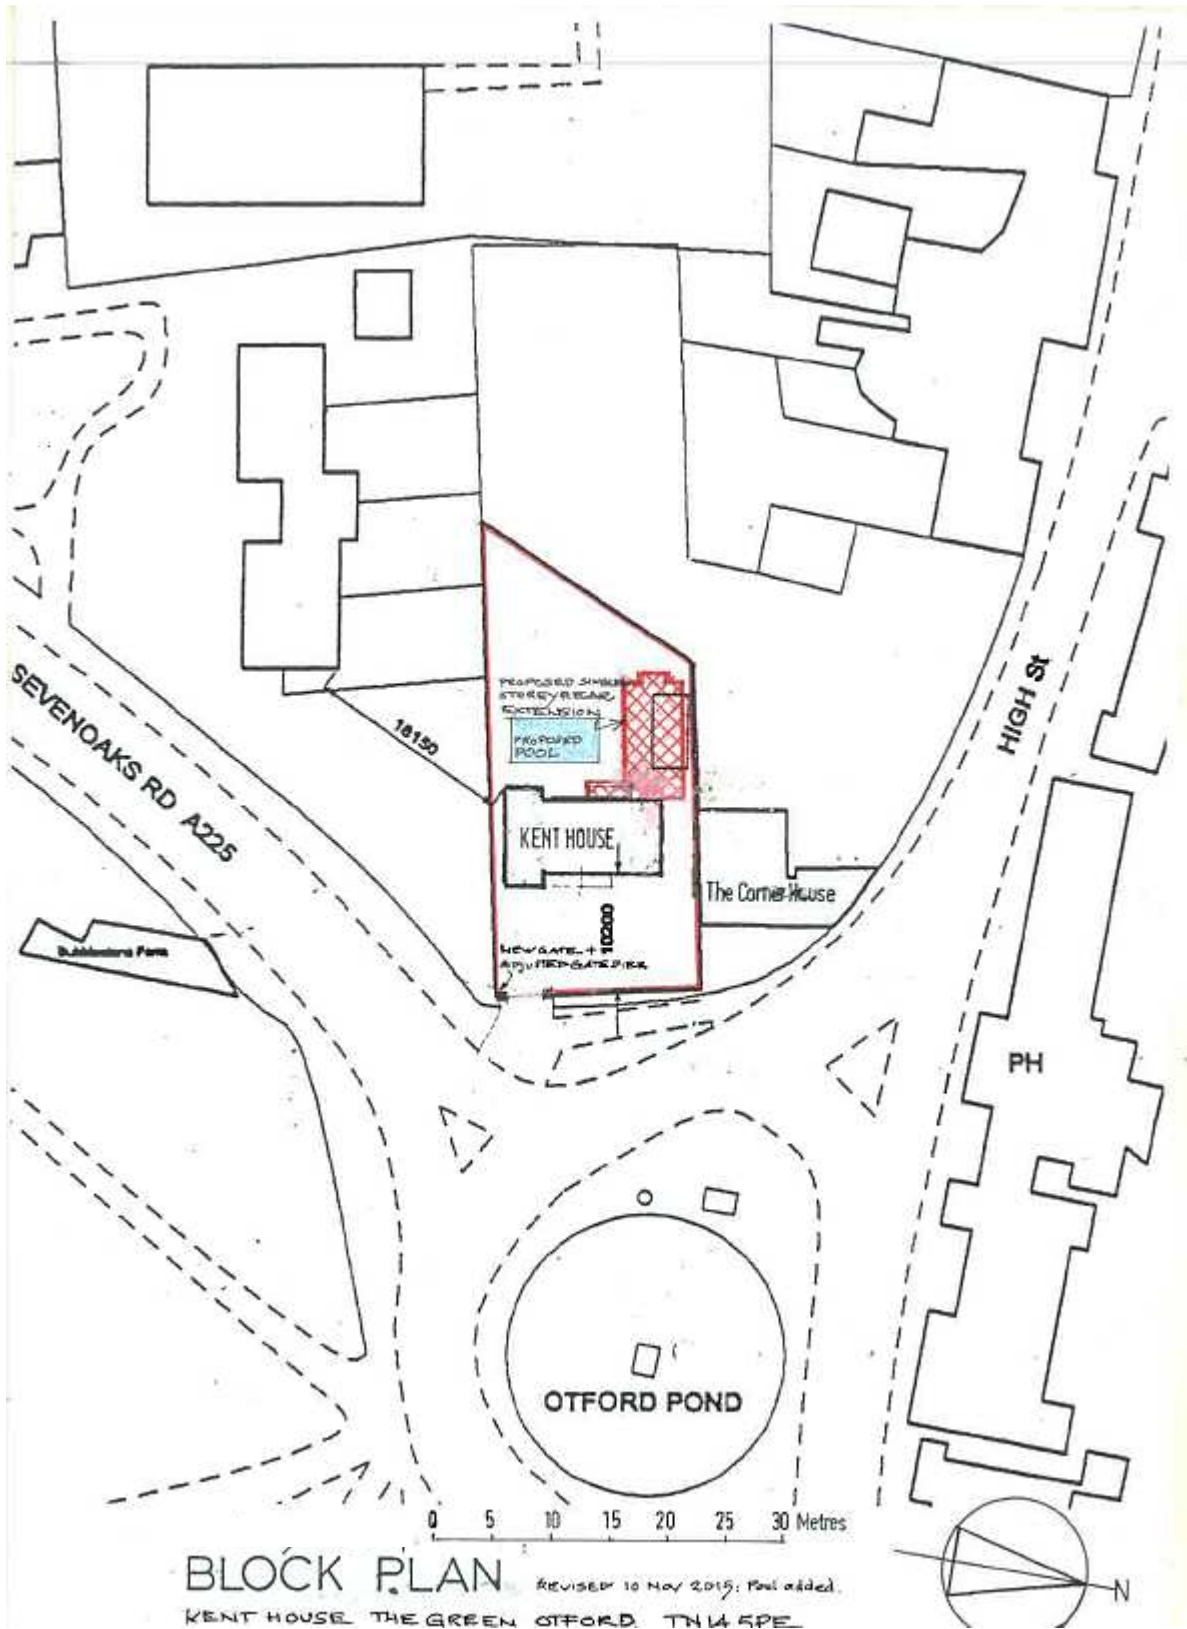 PROPOSED SINGLE
STOREY REAR
EXTENSION
PROPOSED
POOL
18150
SEVENOAKS RD A225
HIGH St
KENT HOUSE
The Corner House
10200
NEW GATE +
ADJUSTED GATE PIER
PH
OTFORD POND
0 5 10 15 20 25 30 Metres
BLOCK PLAN REVISED 10 Nov 2015: Pool added.
KENT HOUSE THE GREEN OTFORD. TN14 5PE
N